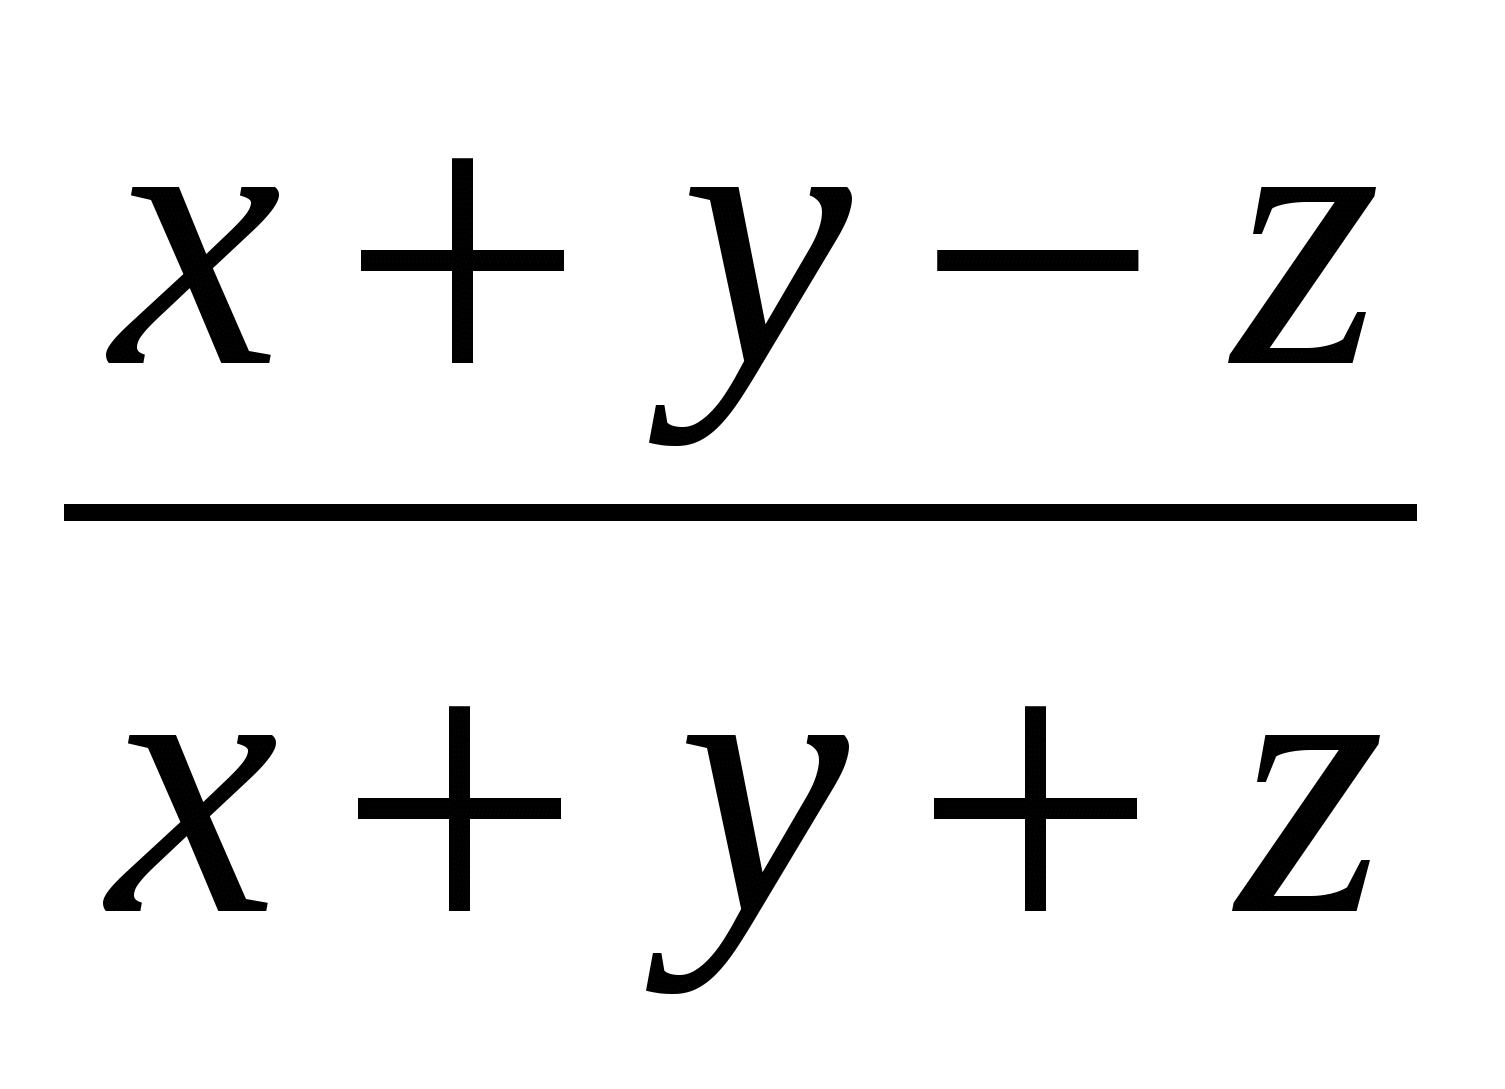 x + y − z
x + y + z